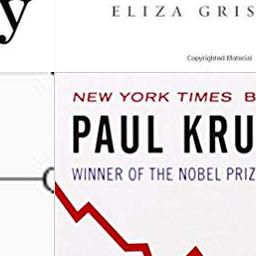 y
ELIZA GRIS
Copyrighted Material
NEW YORK TIMES B
PAUL KRU
WINNER OF THE NOBEL PRIZ